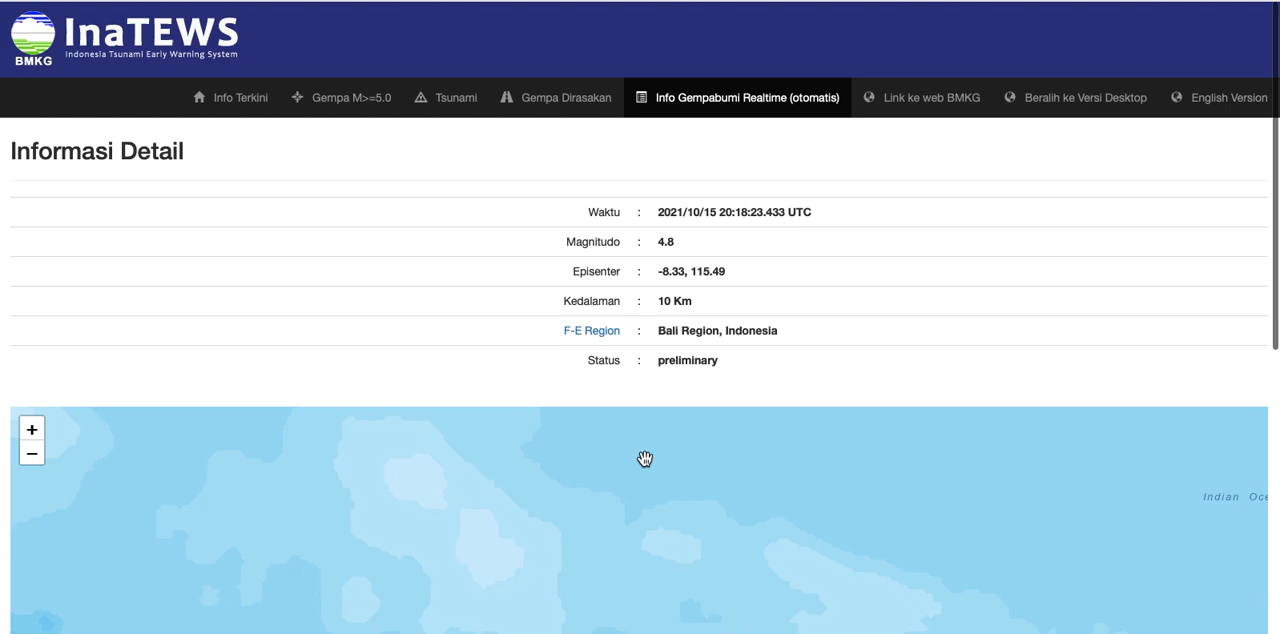 InaTEWS
Indonesia Tsunami Early Warning System
BMKG
Info Terkini
Gempa M>=5.0
Tsunami
Gempa Dirasakan
Info Gempabumi Realtime (otomatis)
Link ke web BMKG
Beralih ke Versi Desktop
English Version
Informasi Detail
Waktu : 2021/10/15 20:18:23.433 UTC
Magnitudo : 4.8
Episenter : -8.33, 115.49
Kedalaman : 10 Km
F-E Region : Bali Region, Indonesia
Status : preliminary
+
−
Indian Oce